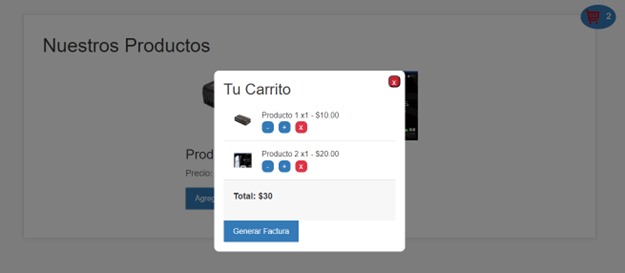 2
Nuestros Productos
Tu Carrito
x
Producto 1 x1 - $10.00
-
+
x
Producto 2 x1 - $20.00
-
+
x
Prod
Precio:
Total: $30
Agreg
Generar Factura